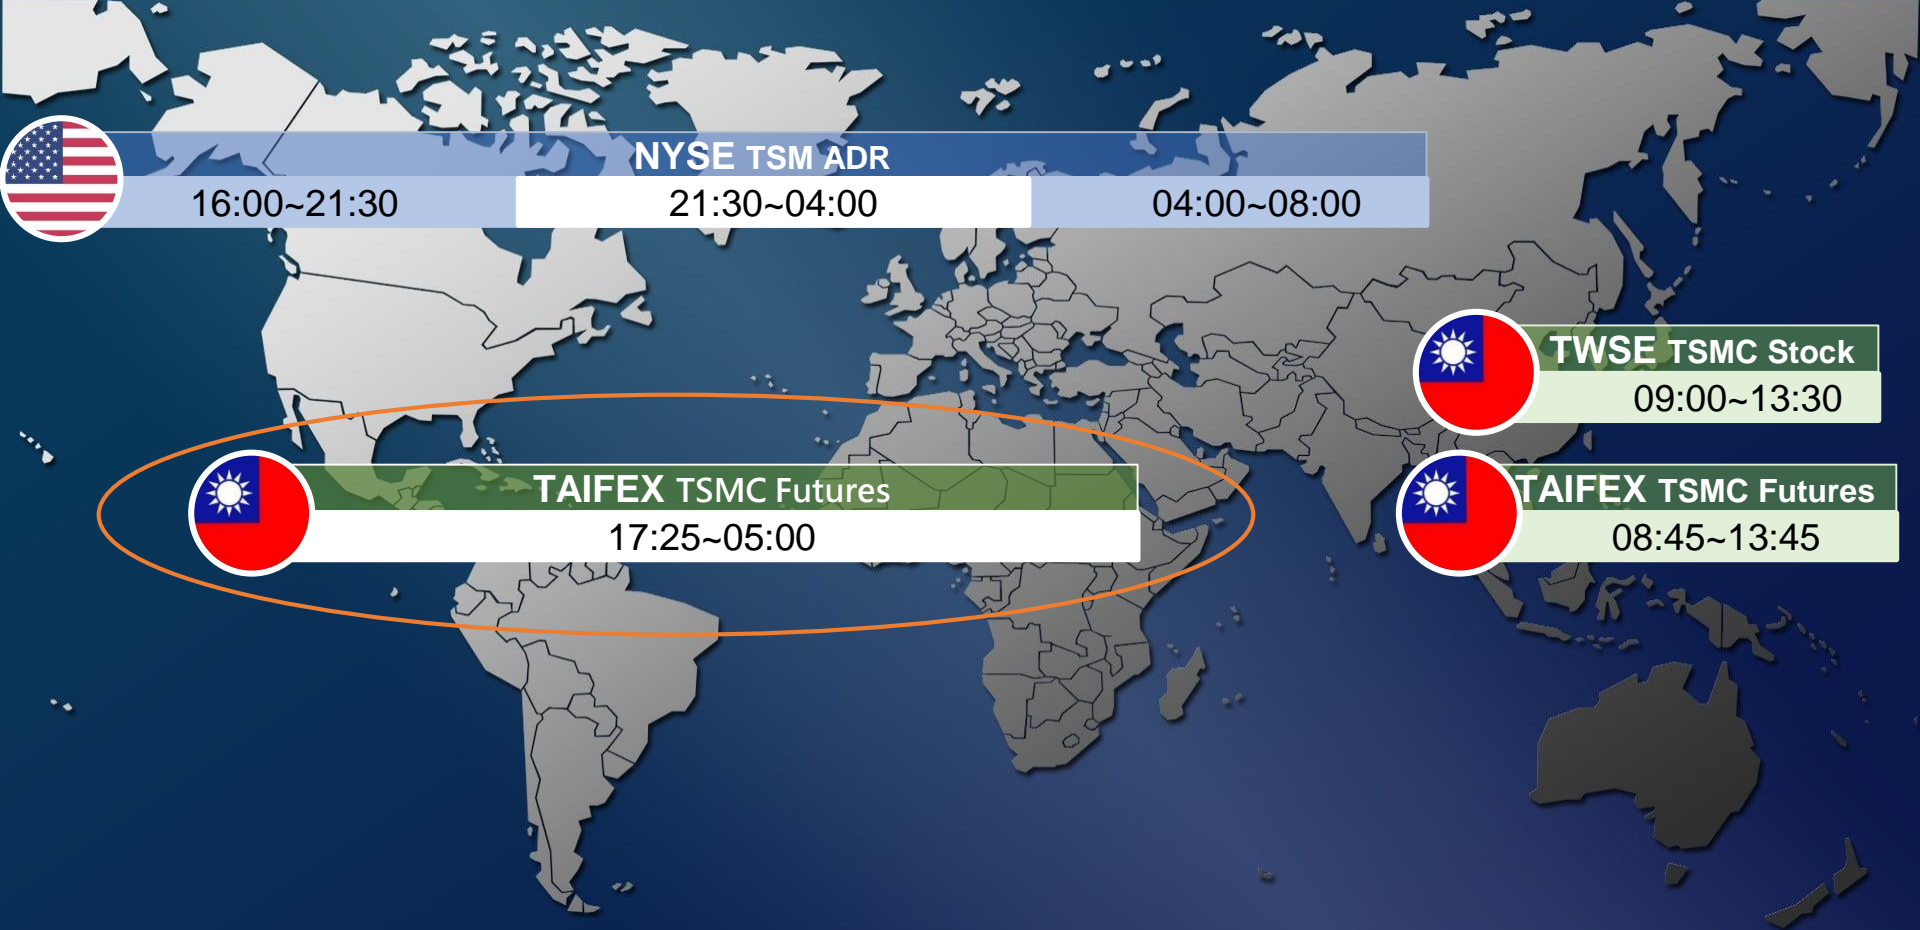 NYSE TSM ADR
16:00~21:30
21:30~04:00
04:00~08:00
TWSE TSMC Stock
09:00~13:30
TAIFEX TSMC Futures
17:25~05:00
TAIFEX TSMC Futures
08:45~13:45